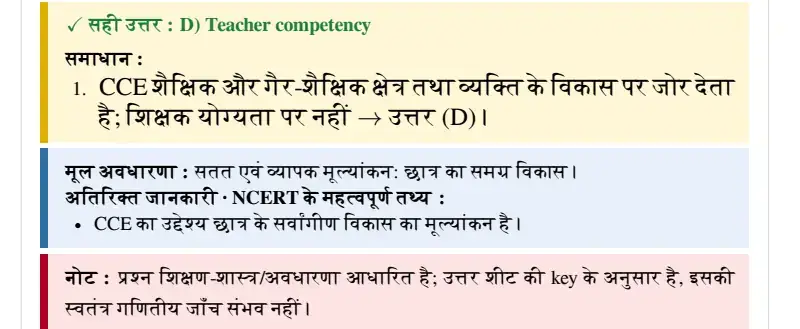 ✓ सही उत्तर : D) Teacher competency
समाधान :
1. CCE शैक्षिक और गैर-शैक्षिक क्षेत्र तथा व्यक्ति के विकास पर जोर देता
है; शिक्षक योग्यता पर नहीं → उत्तर (D)।
मूल अवधारणा : सतत एवं व्यापक मूल्यांकन: छात्र का समग्र विकास।
अतिरिक्त जानकारी · NCERT के महत्वपूर्ण तथ्य :
• CCE का उद्देश्य छात्र के सर्वांगीण विकास का मूल्यांकन है।
नोट : प्रश्न शिक्षण-शास्त्र/अवधारणा आधारित है; उत्तर शीट की key के अनुसार है, इसकी
स्वतंत्र गणितीय जाँच संभव नहीं।